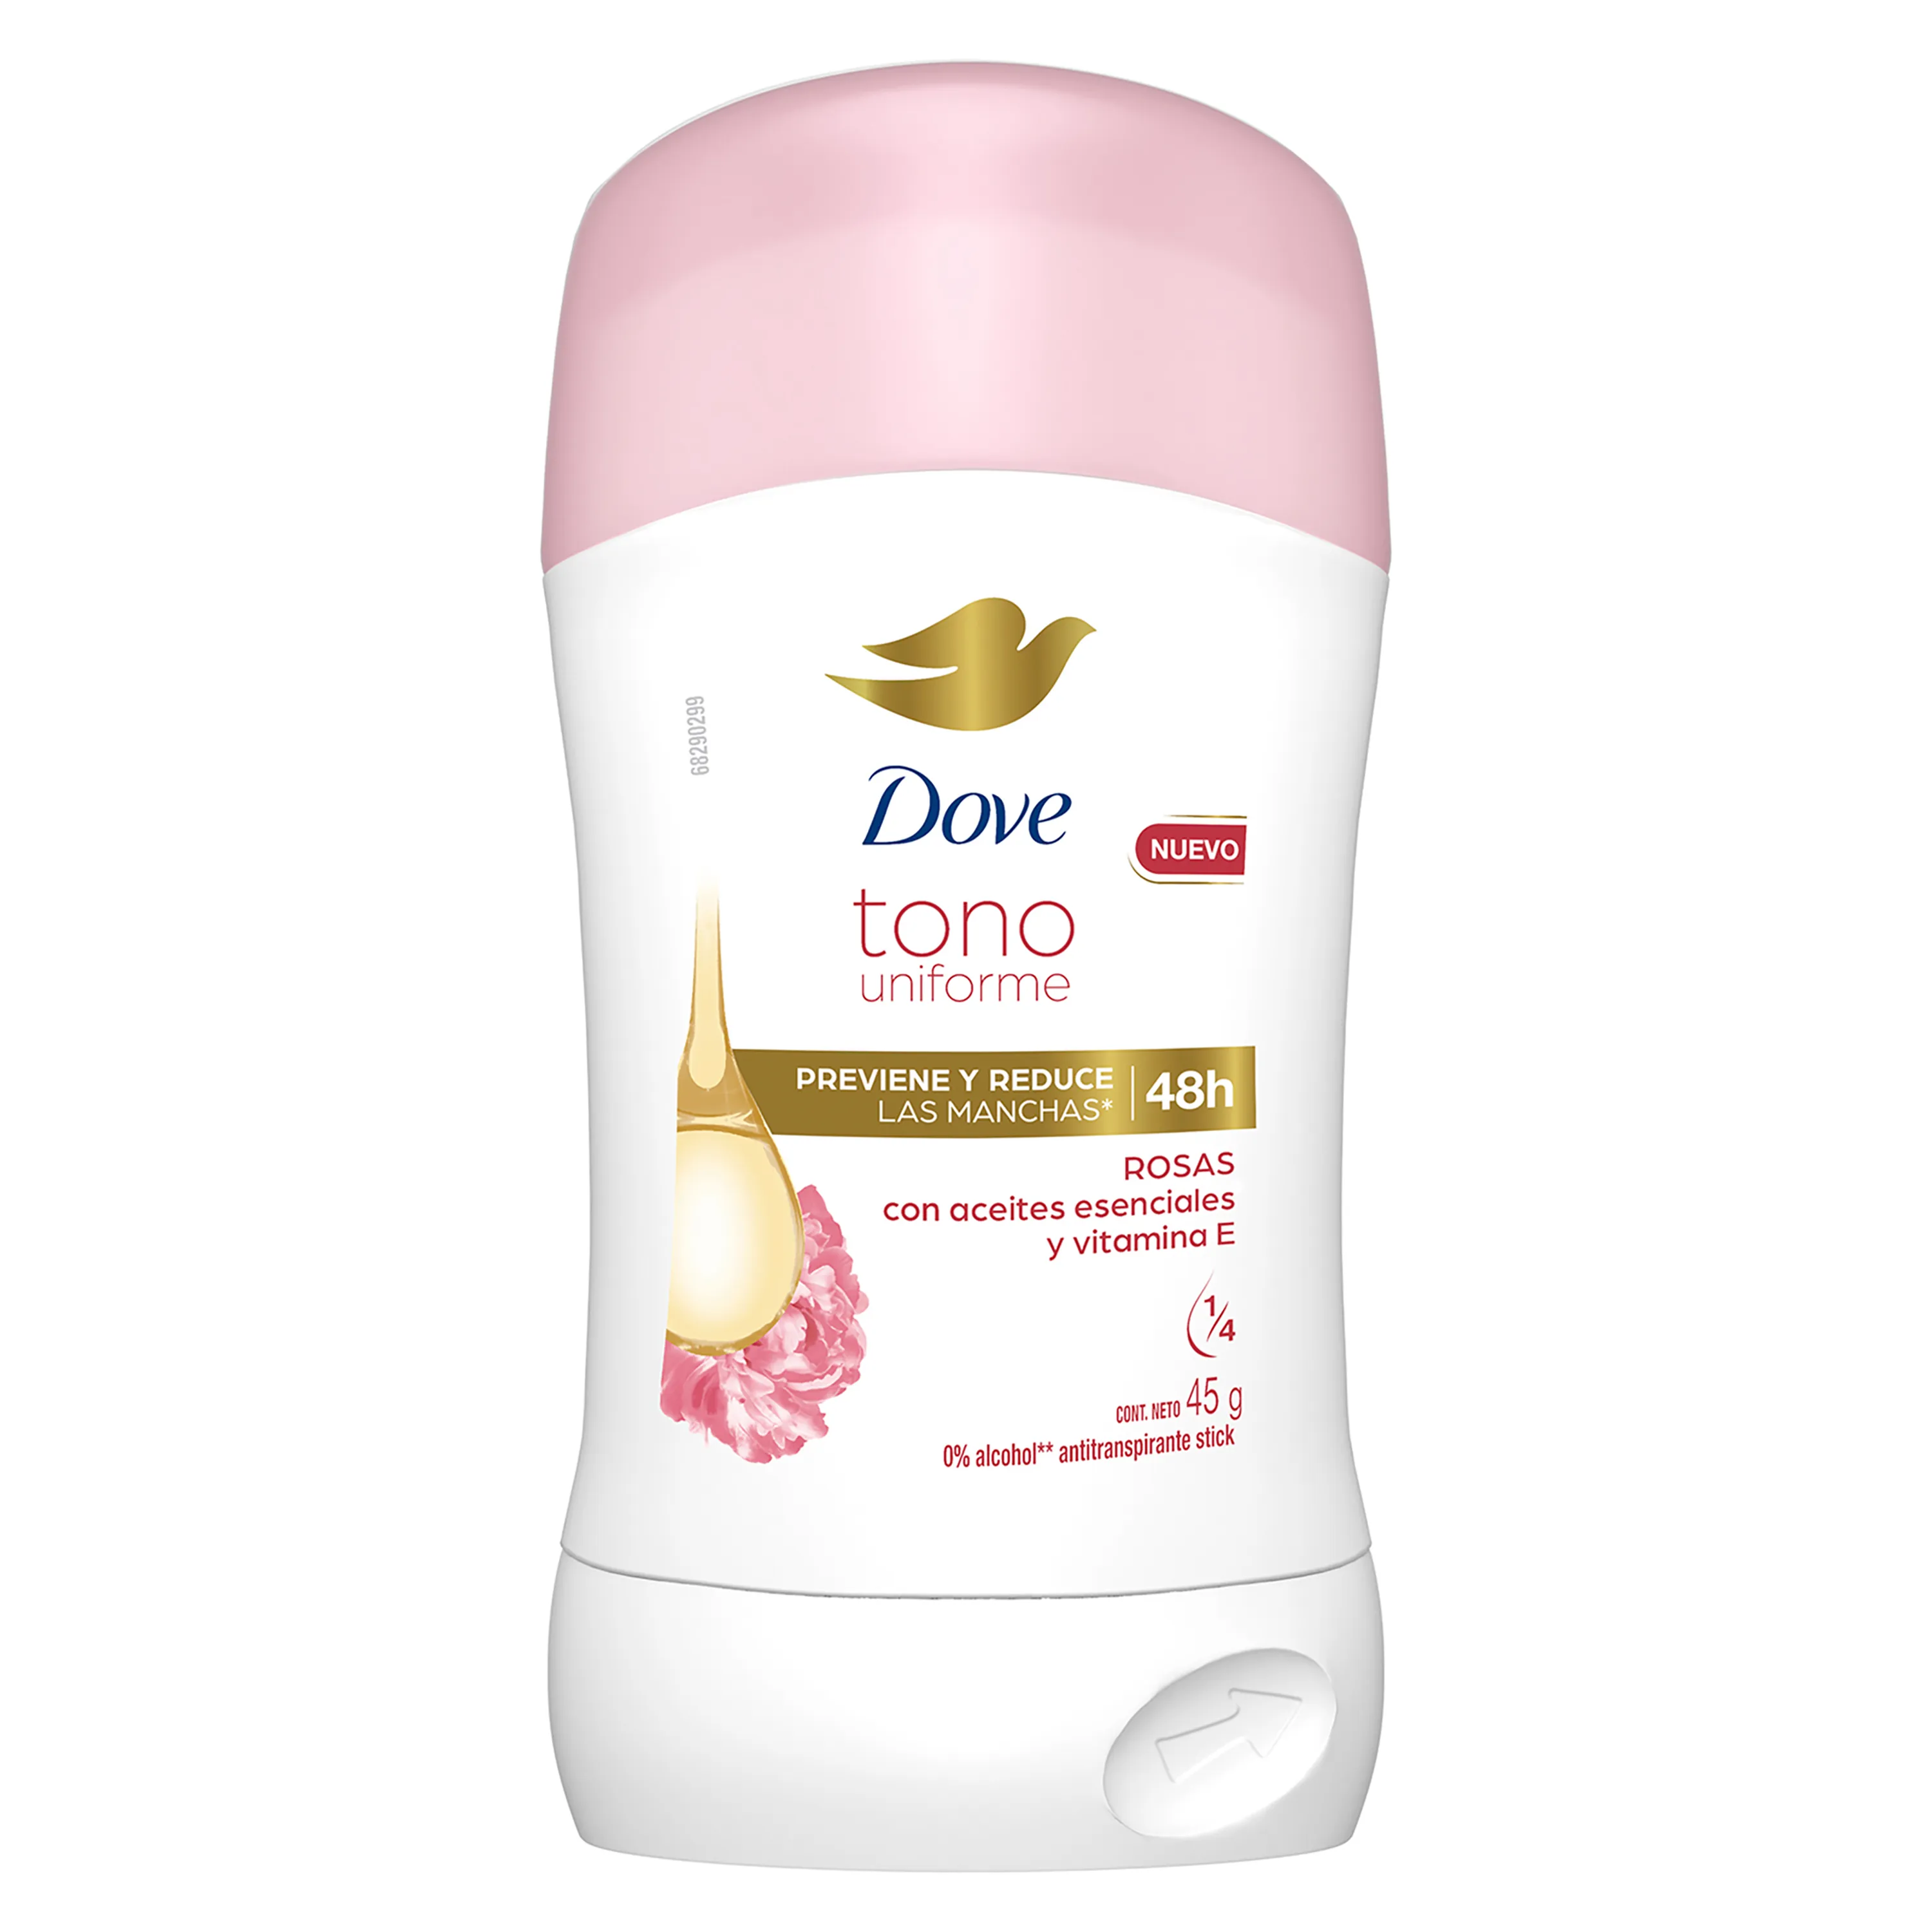 68290299
Dove
NUEVO
tono
uniforme
PREVIENE Y REDUCE
LAS MANCHAS*
48h
ROSAS
con aceites esenciales
y vitamina E
1/4
CONT. NETO 45 g
0% alcohol** antitranspirante stick